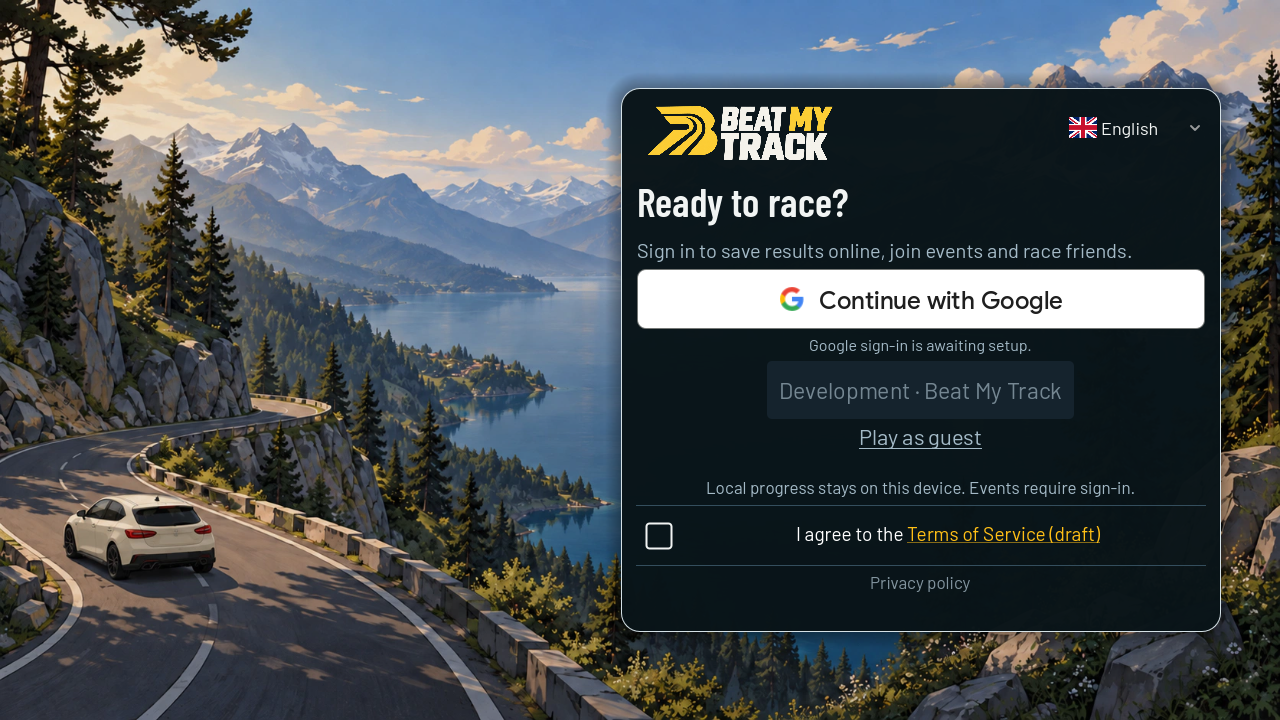 BEAT MY
TRACK
English
Ready to race?
Sign in to save results online, join events and race friends.
Continue with Google
Google sign-in is awaiting setup.
Development · Beat My Track
Play as guest
Local progress stays on this device. Events require sign-in.
I agree to the Terms of Service (draft)
Privacy policy